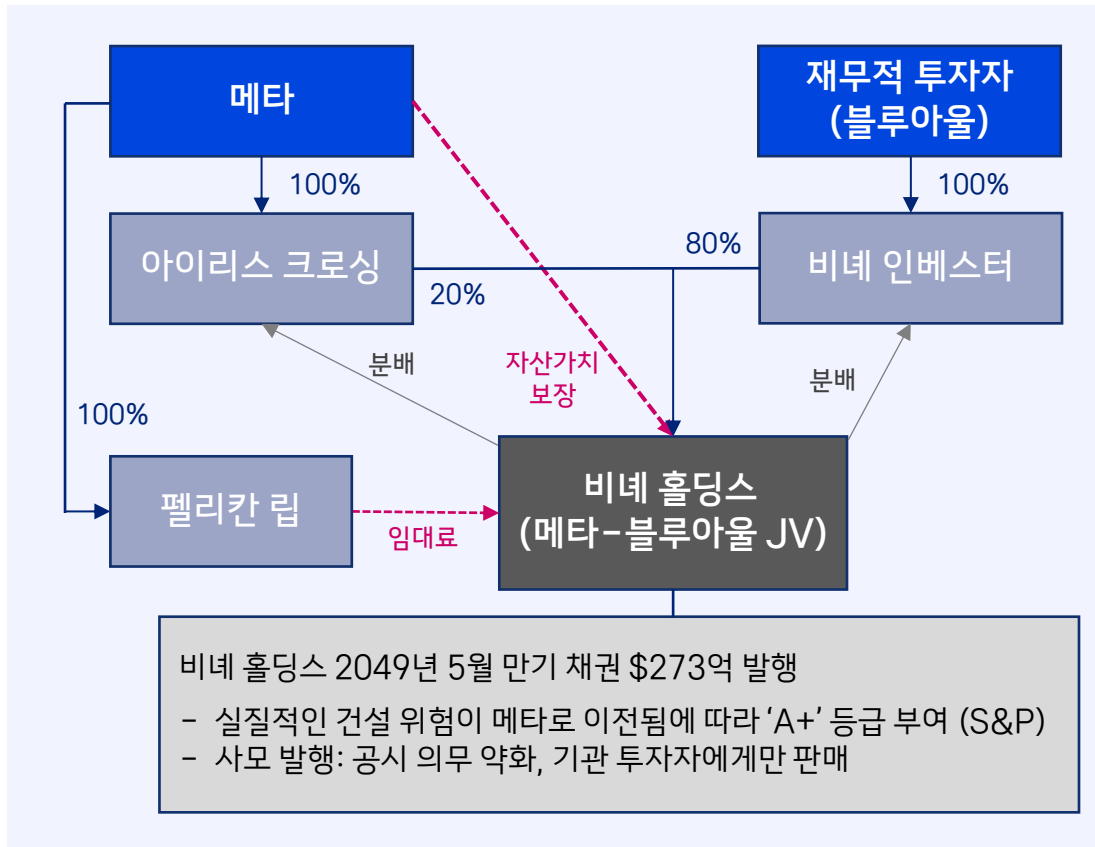 메타
재무적 투자자
(블루아울)
100%
100%
아이리스 크로싱
80%
비녜 인베스터
20%
분배
자산가치
보장
분배
100%
펠리칸 립
임대료
비녜 홀딩스
(메타-블루아울 JV)
비녜 홀딩스 2049년 5월 만기 채권 $273억 발행
- 실질적인 건설 위험이 메타로 이전됨에 따라 ‘A+’ 등급 부여 (S&P)
- 사모 발행: 공시 의무 약화, 기관 투자자에게만 판매